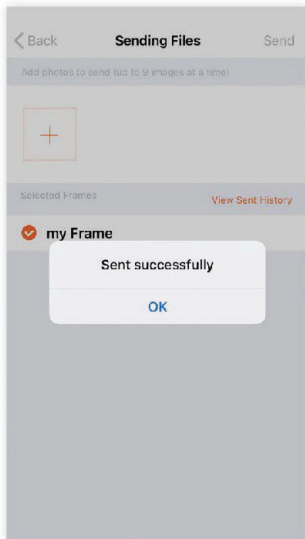 Back Sending Files Send
Add photos to send (up to 9 images at a time)
Selected Frames View Sent History
my Frame
Sent successfully
OK